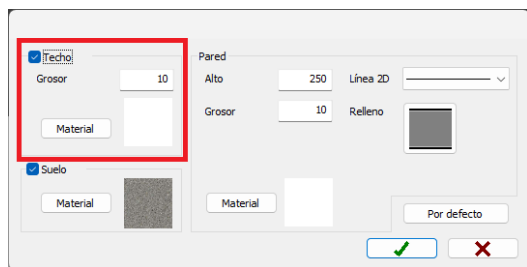 Techo
Grosor 10
Material
Suelo
Material
Pared
Alto 250 Línea 2D
Grosor 10 Relleno
Material
Por defecto